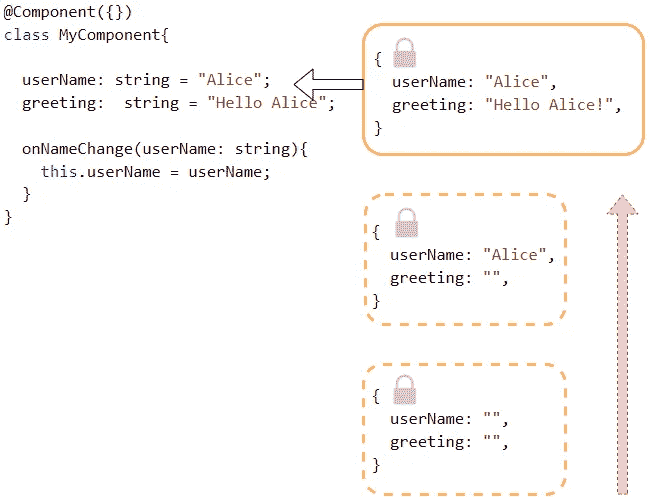 @Component({})
class MyComponent{
userName: string = "Alice";
greeting:  string = "Hello Alice";
onNameChange(userName: string){
this.userName = userName;
}
}
{
userName: "Alice",
greeting: "Hello Alice!",
}
{
userName: "Alice",
greeting: "",
}
{
userName: "",
greeting: "",
}